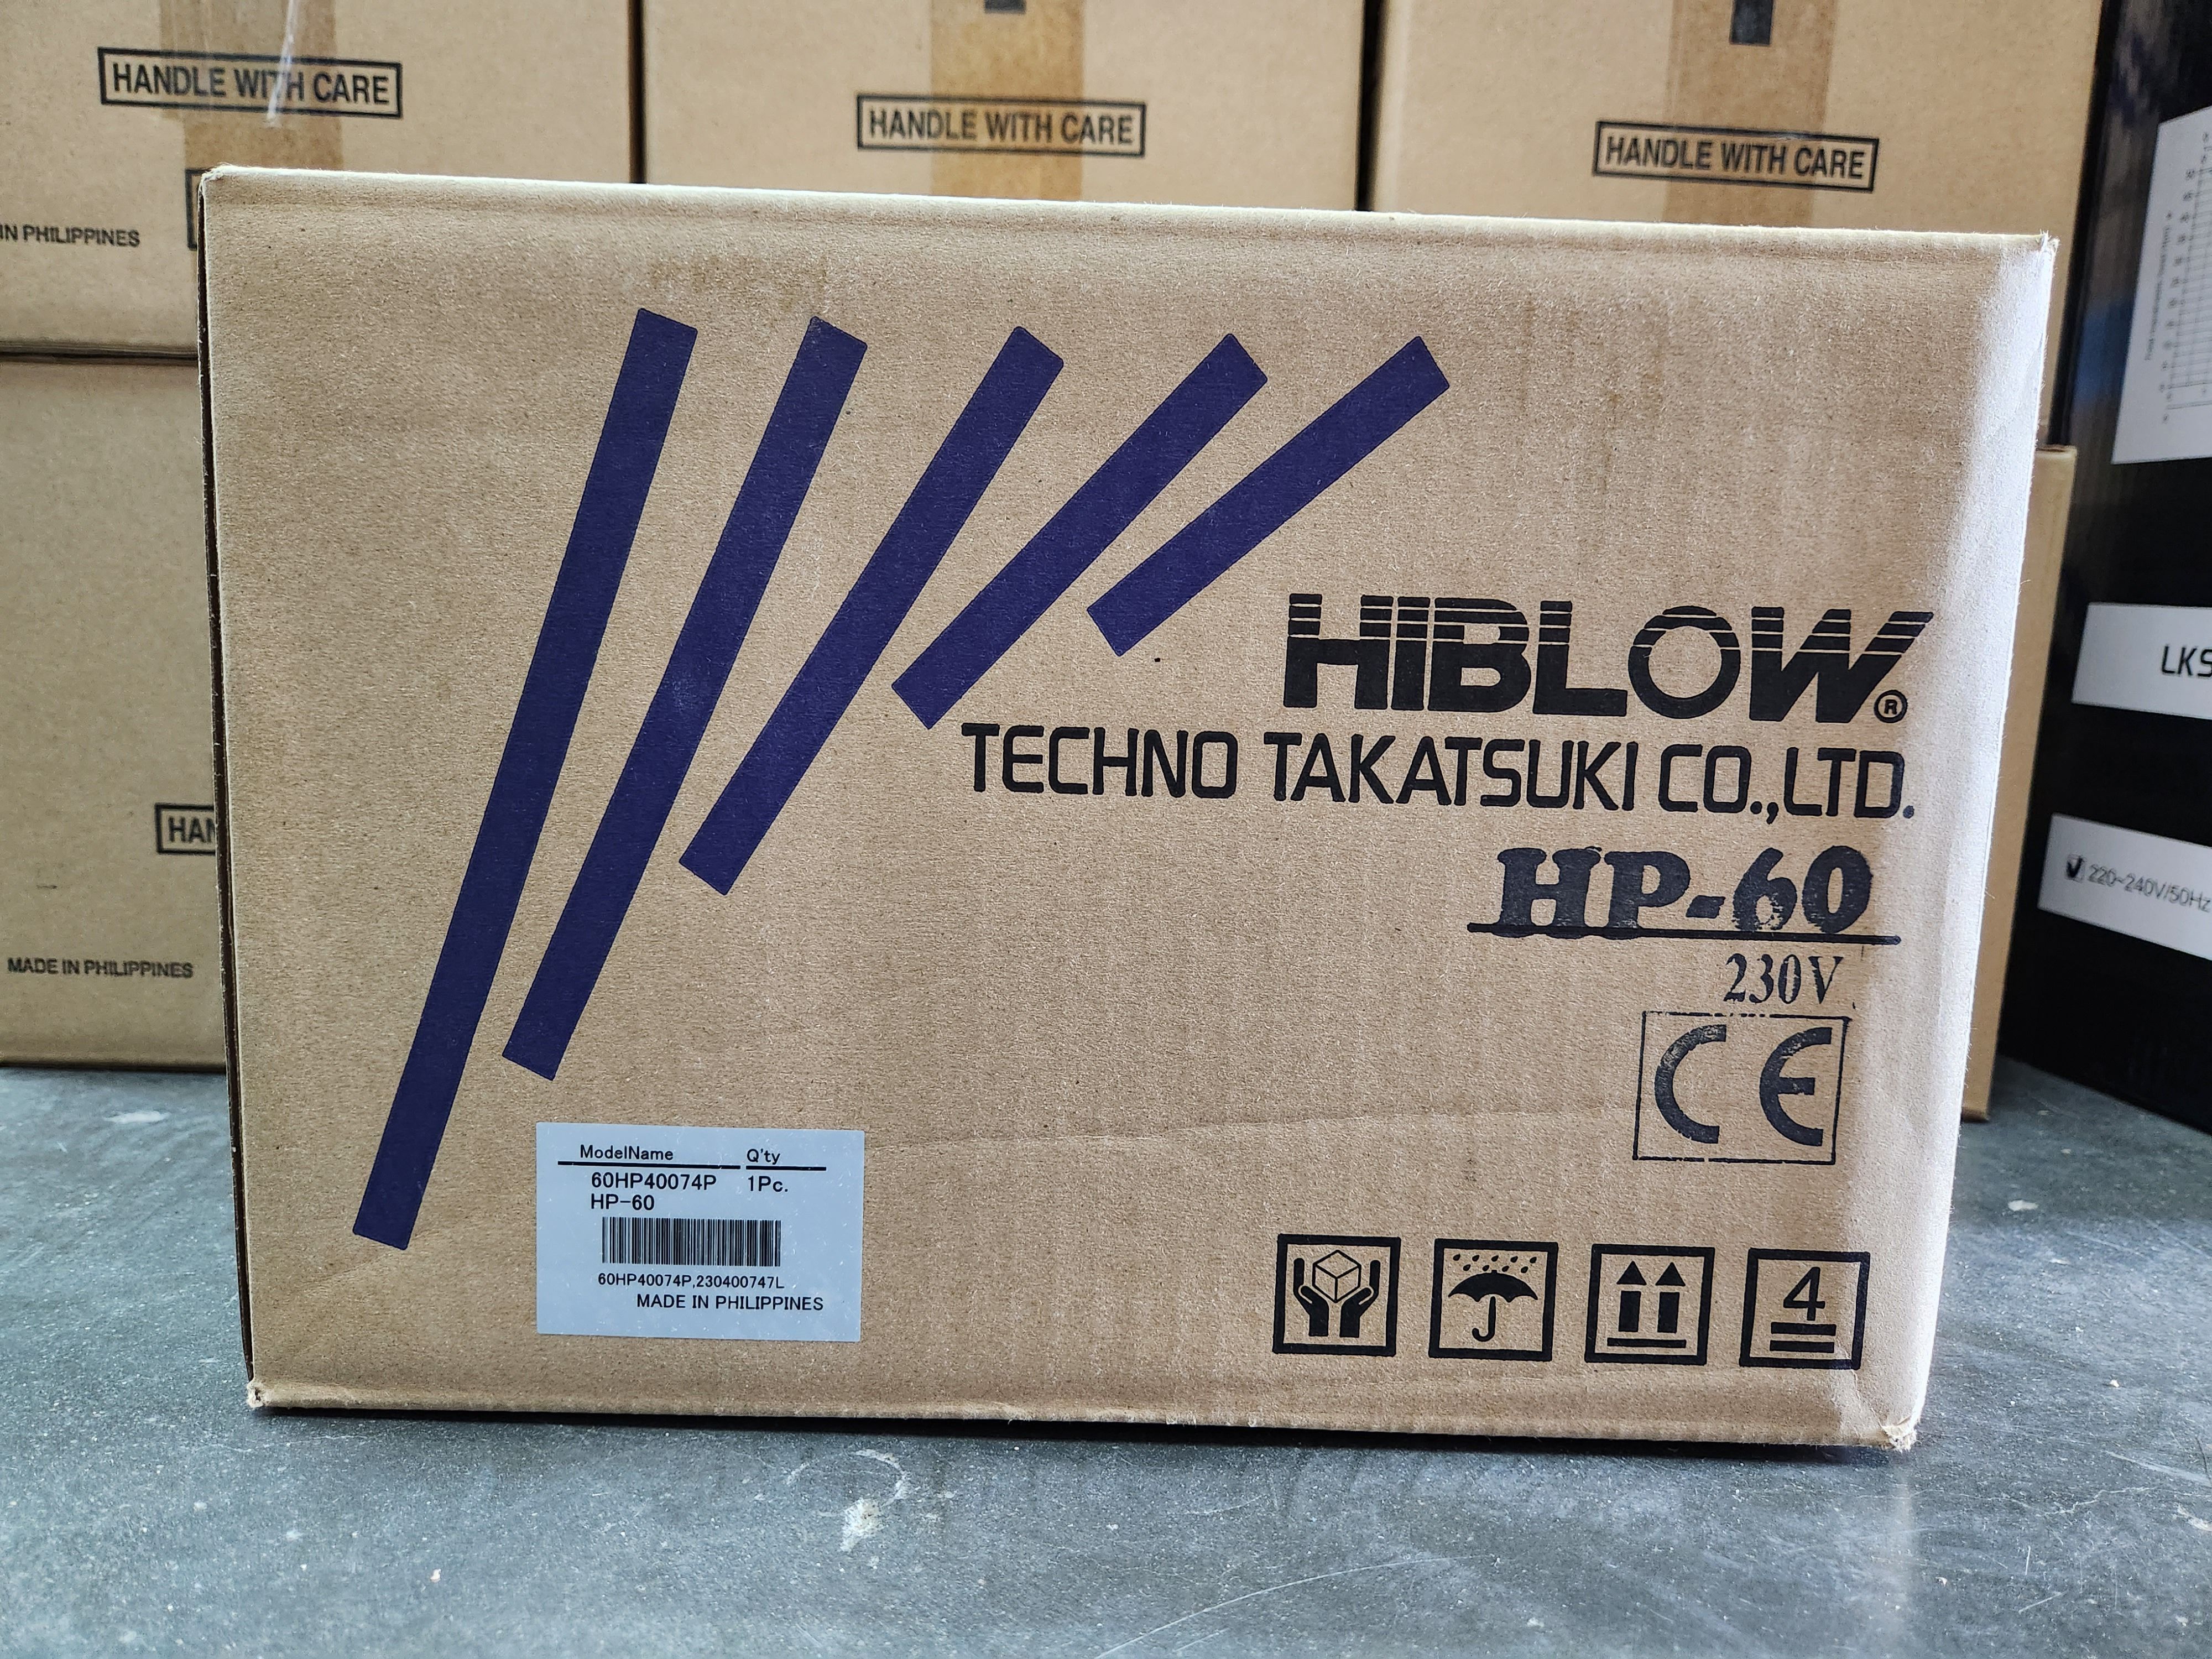 HANDLE WITH CARE
HANDLE WITH CARE
HANDLE WITH CARE
IN PHILIPPINES
HIBLOW®
TECHNO TAKATSUKI CO.,LTD.
HP-60
230V
CE
LKS
220~240V/50Hz
HAN
MADE IN PHILIPPINES
ModelName Q'ty
60HP40074P 1Pc.
HP-60
60HP40074P,230400747L
MADE IN PHILIPPINES
4